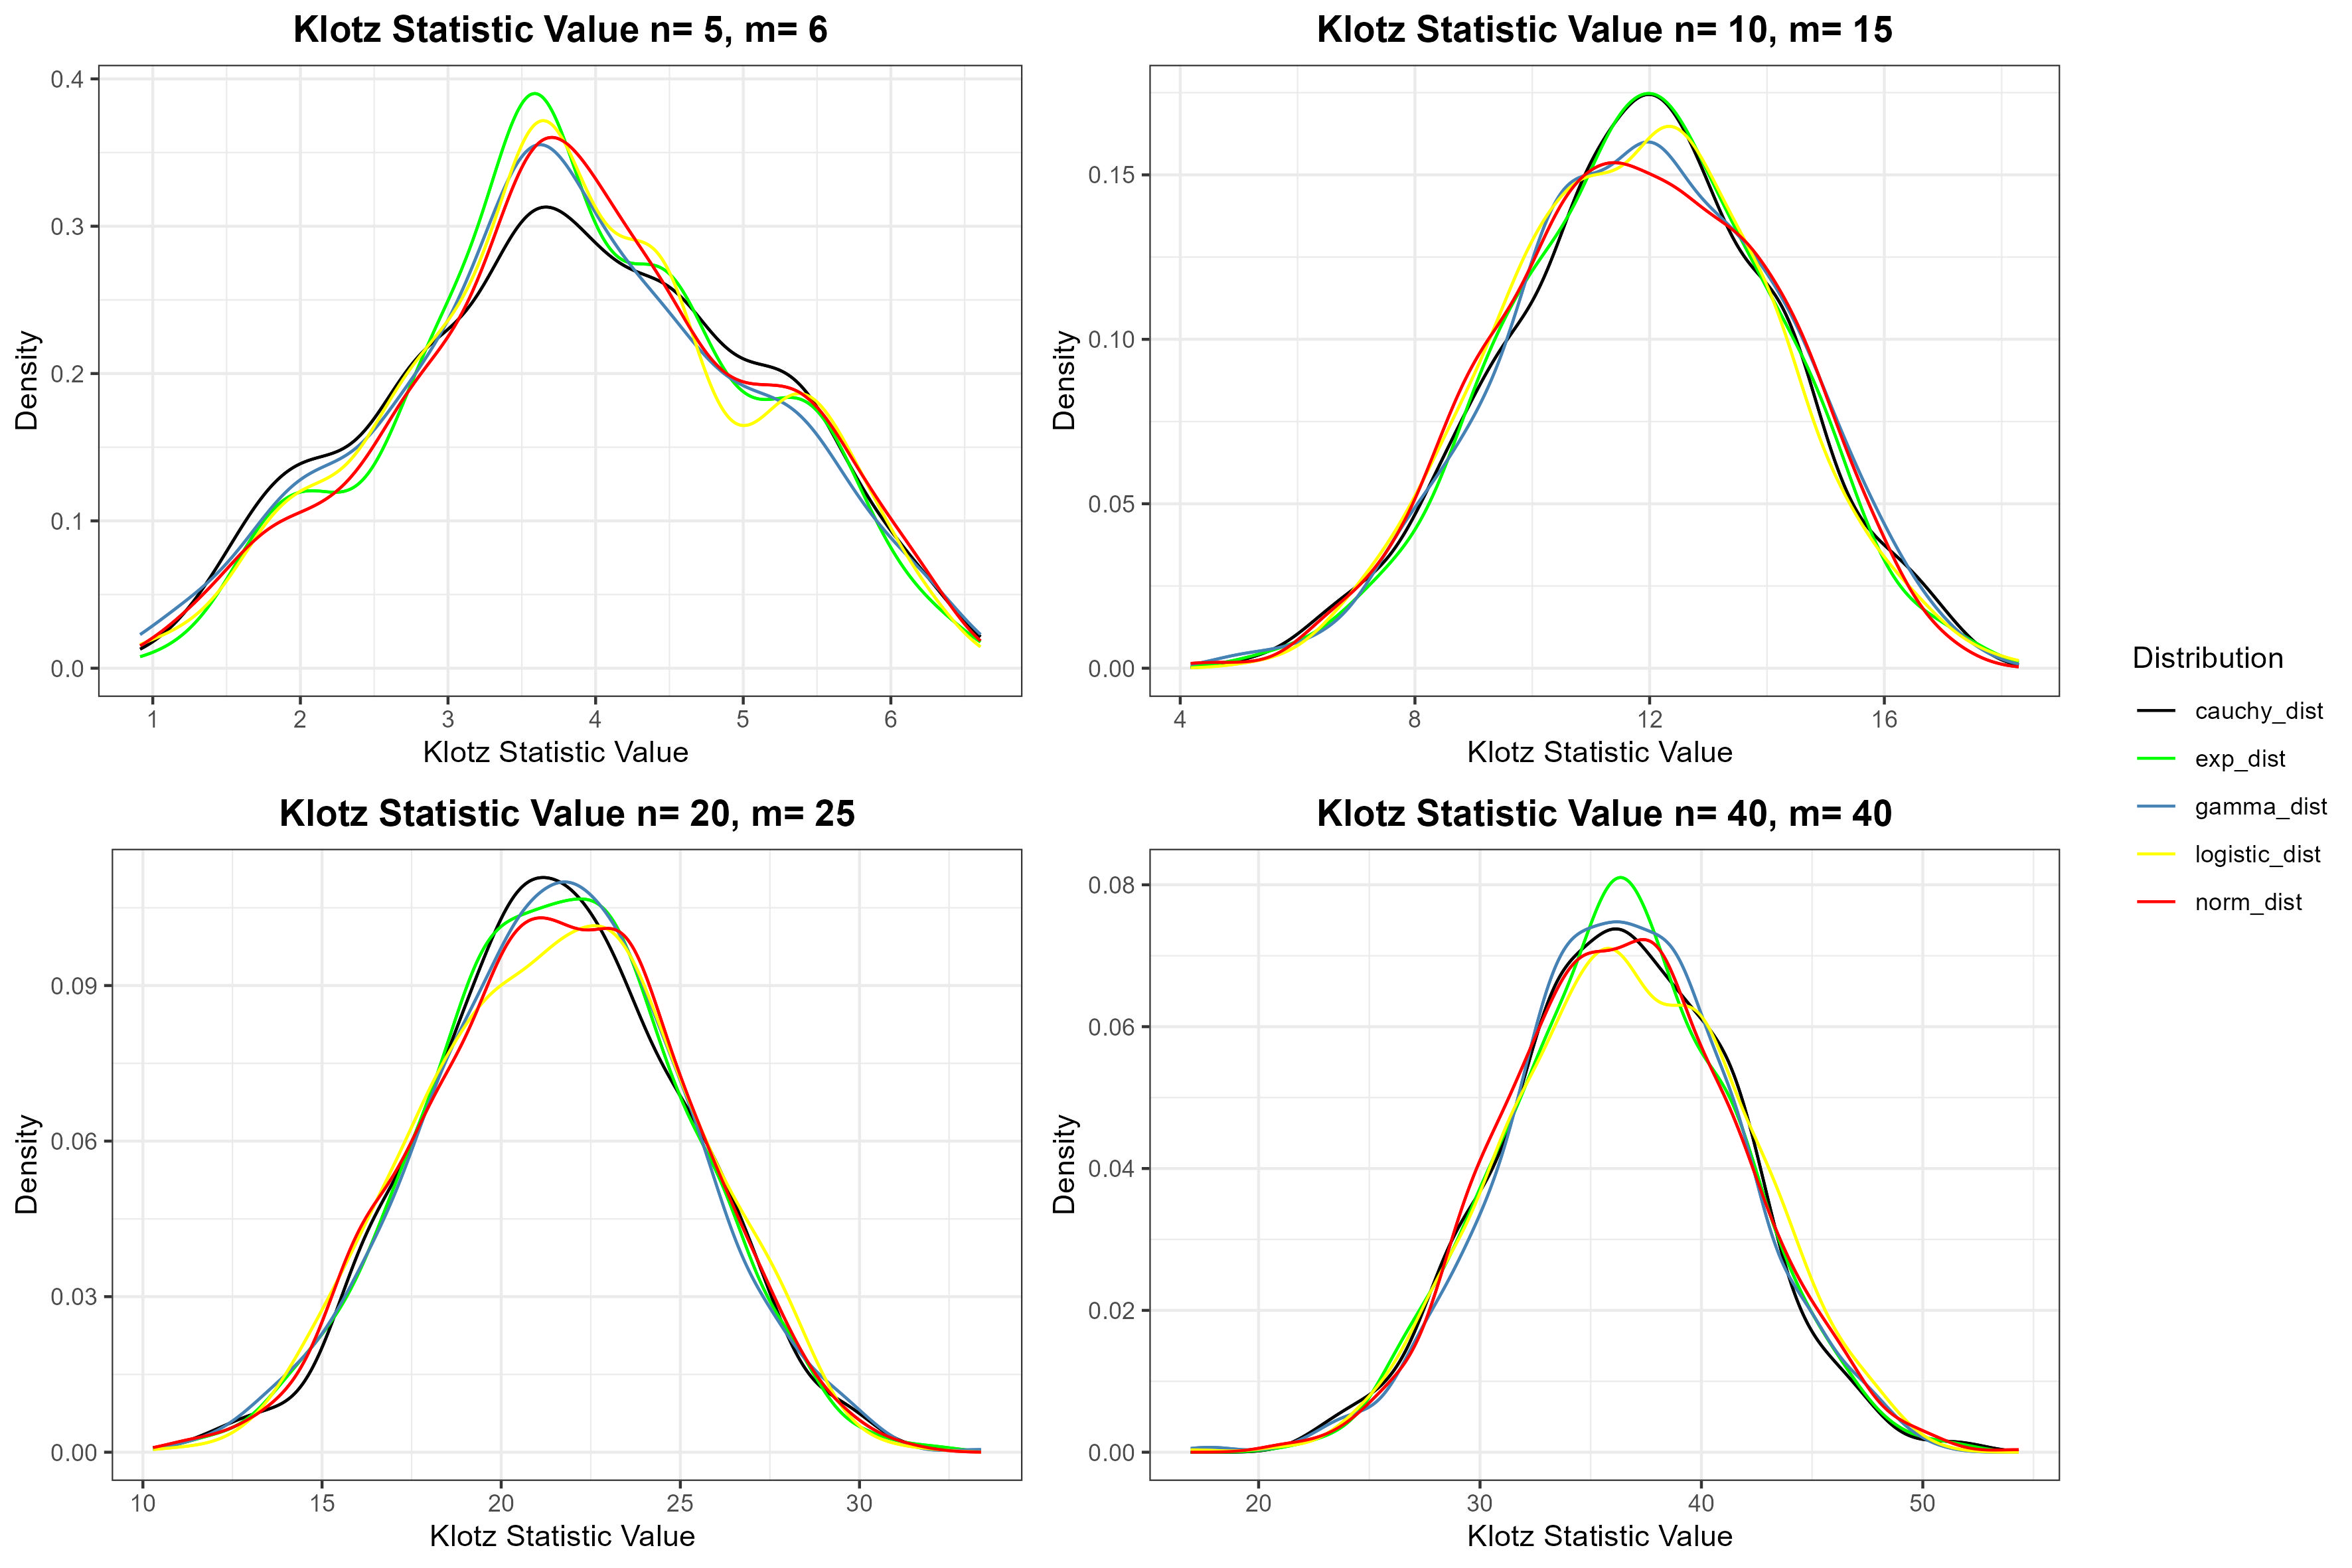 Klotz Statistic Value n= 5, m= 6
0.4
0.3
0.2
0.1
0.0
Density
1 2 3 4 5 6
Klotz Statistic Value
Klotz Statistic Value n= 10, m= 15
0.15
0.10
0.05
0.00
Density
4 8 12 16
Klotz Statistic Value
Klotz Statistic Value n= 20, m= 25
0.09
0.06
0.03
0.00
Density
10 15 20 25 30
Klotz Statistic Value
Klotz Statistic Value n= 40, m= 40
0.08
0.06
0.04
0.02
0.00
Density
20 30 40 50
Klotz Statistic Value
Distribution
cauchy_dist
exp_dist
gamma_dist
logistic_dist
norm_dist